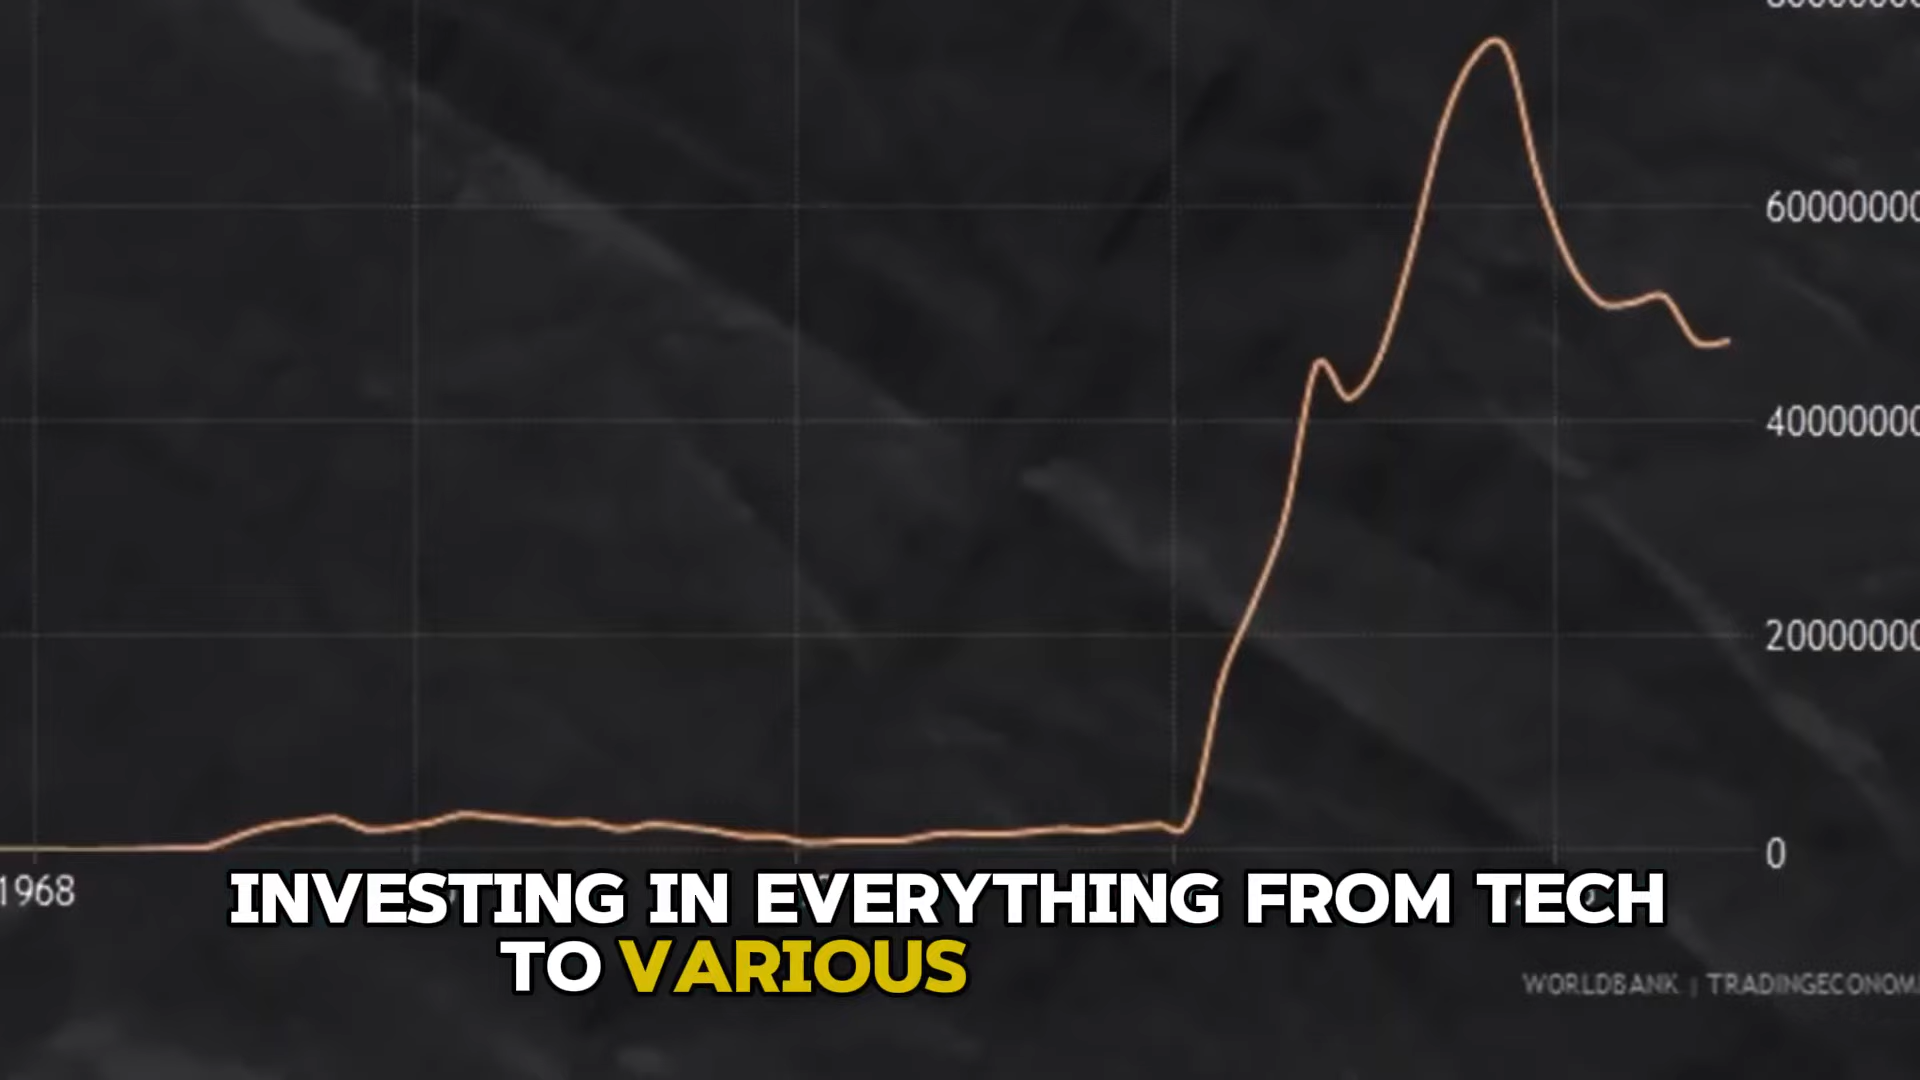 60000000
40000000
20000000
0
1968
INVESTING IN EVERYTHING FROM TECH
TO VARIOUS
WORLDBANK | TRADINGECONOM